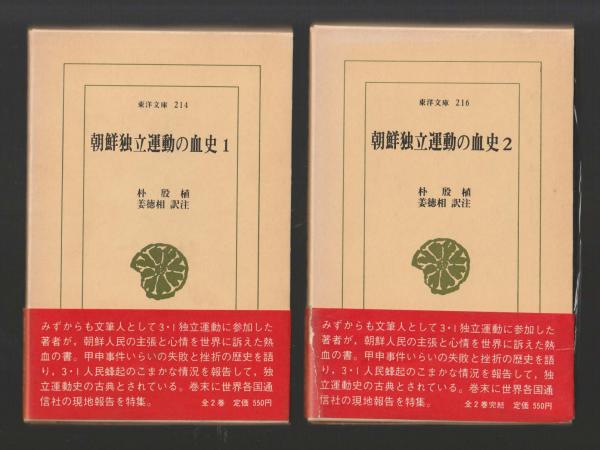 東洋文庫 214
朝鮮独立運動の血史 1
朴 殷 植
姜徳相 訳注
みずからも文筆人として3・1独立運動に参加した
著者が、朝鮮人民の主張と心情を世界に訴えた熱
血の書。甲申事件いらいの失敗と挫折の歴史を語
り、3・1人民蜂起のこまかな情況を報告して、独
立運動史の古典とされている。巻末に世界各国通
信社の現地報告を特集。 全2巻 定価 550円
東洋文庫 216
朝鮮独立運動の血史 2
朴 殷 植
姜徳相 訳注
みずからも文筆人として3・1独立運動に参加した
著者が、朝鮮人民の主張と心情を世界に訴えた熱
血の書。甲申事件いらいの失敗と挫折の歴史を語
り、3・1人民蜂起のこまかな情況を報告して、独
立運動史の古典とされている。巻末に世界各国通
信社の現地報告を特集。 全2巻完結 定価 550円